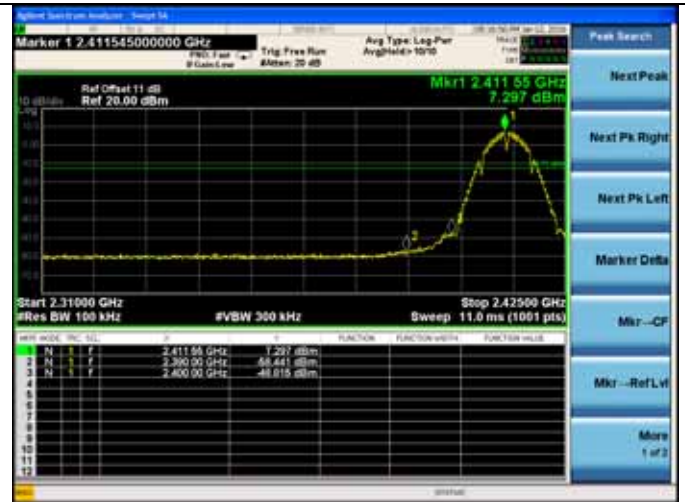 Agilent Spectrum Analyzer - Swept SA
Marker 1 2.411545000000 GHz
PNO: Fast
IFGain:Low
Trig: Free Run
#Atten: 20 dB
Avg Type: Log-Pwr
Avg|Hold:> 10/10
Peak Search
Ref Offset 11 dB
10 dB/div Ref 20.00 dBm
Log
Mkr1 2.411 55 GHz
7.297 dBm
Next Peak
Next Pk Right
Next Pk Left
Marker Delta
Mkr→CF
Mkr→Ref Lvl
More
1 of 2
Start 2.31000 GHz
Stop 2.42500 GHz
#Res BW 100 kHz
#VBW 300 kHz
Sweep 11.0 ms (1001 pts)
MKR MODE TRC SCL X Y FUNCTION FUNCTION WIDTH FUNCTION VALUE
1 N 1 f 2.411 55 GHz 7.297 dBm
2 N 1 f 2.390 00 GHz -58.441 dBm
3 N 1 f 2.400 00 GHz -48.815 dBm
4
5
6
7
8
9
10
11
12
MSG
STATUS